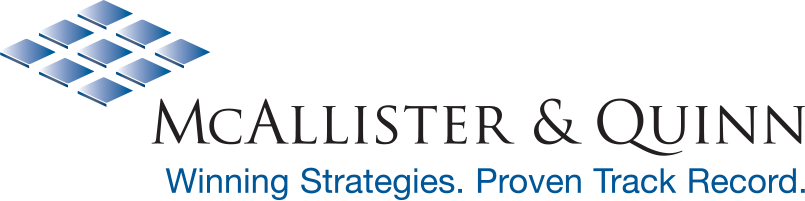 McAllister & Quinn
Winning Strategies. Proven Track Record.